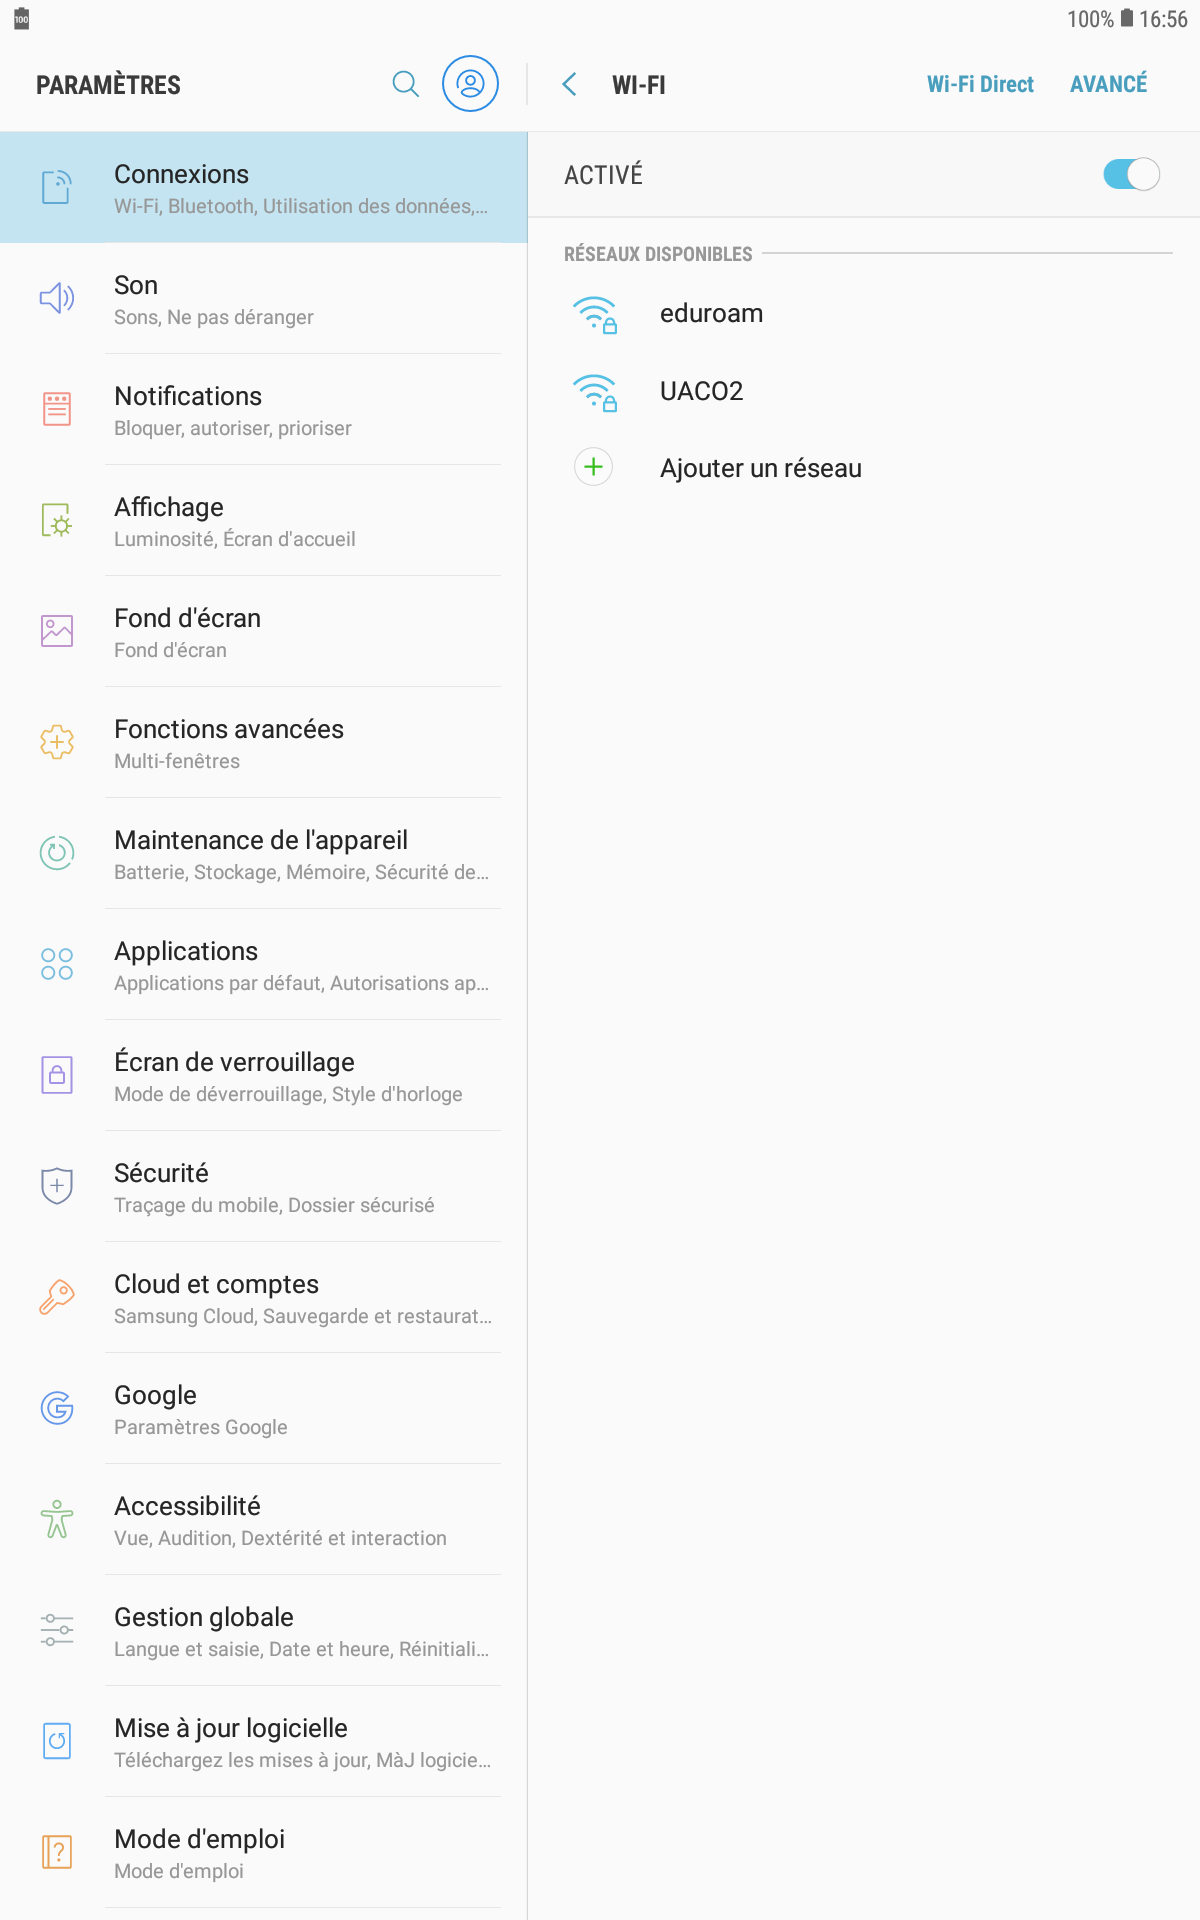 100
100% 16:56
PARAMÈTRES
WI-FI
Wi-Fi Direct
AVANCÉ
Connexions
Wi-Fi, Bluetooth, Utilisation des données,...
Son
Sons, Ne pas déranger
Notifications
Bloquer, autoriser, prioriser
Affichage
Luminosité, Écran d'accueil
Fond d'écran
Fond d'écran
Fonctions avancées
Multi-fenêtres
Maintenance de l'appareil
Batterie, Stockage, Mémoire, Sécurité de...
Applications
Applications par défaut, Autorisations ap...
Écran de verrouillage
Mode de déverrouillage, Style d'horloge
Sécurité
Traçage du mobile, Dossier sécurisé
Cloud et comptes
Samsung Cloud, Sauvegarde et restaurat...
Google
Paramètres Google
Accessibilité
Vue, Audition, Dextérité et interaction
Gestion globale
Langue et saisie, Date et heure, Réinitiali...
Mise à jour logicielle
Téléchargez les mises à jour, MàJ logicie...
Mode d'emploi
Mode d'emploi
ACTIVÉ
RÉSEAUX DISPONIBLES
eduroam
UACO2
Ajouter un réseau